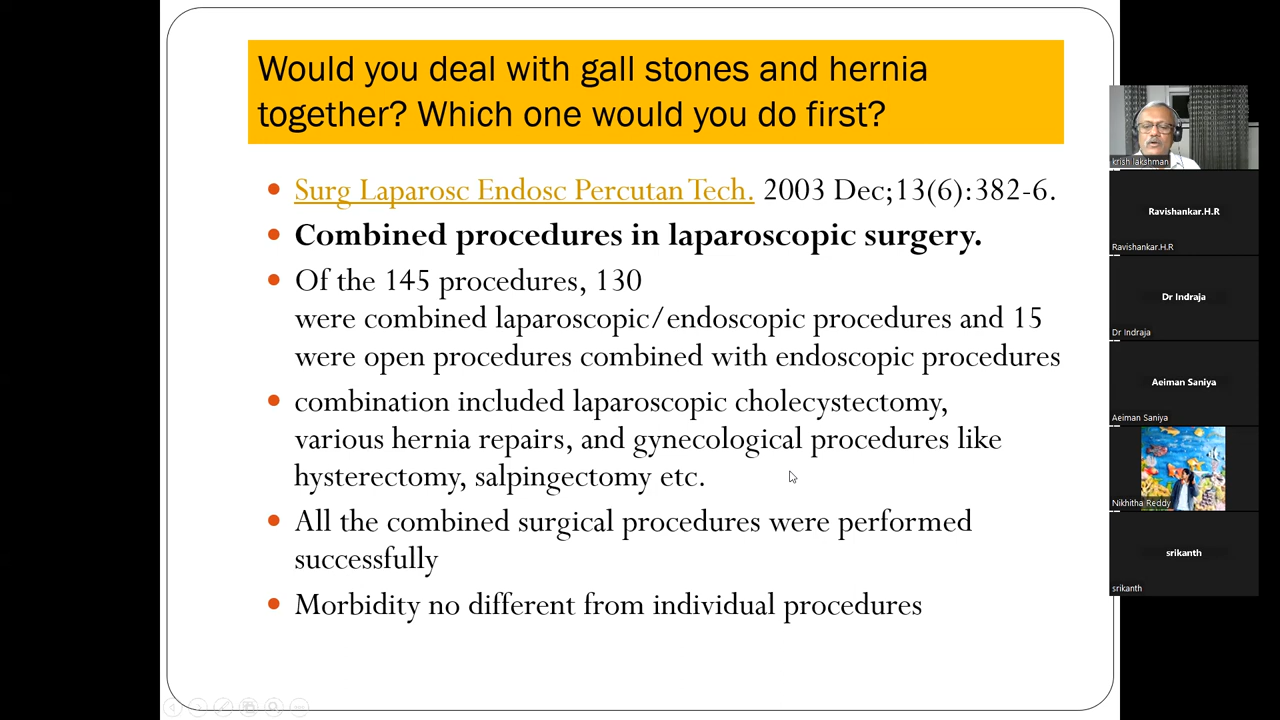 Would you deal with gall stones and hernia
together? Which one would you do first?
Surg Laparosc Endosc Percutan Tech. 2003 Dec;13(6):382-6.
Combined procedures in laparoscopic surgery.
Of the 145 procedures, 130
were combined laparoscopic/endoscopic procedures and 15
were open procedures combined with endoscopic procedures
combination included laparoscopic cholecystectomy,
various hernia repairs, and gynecological procedures like
hysterectomy, salpingectomy etc.
All the combined surgical procedures were performed
successfully
Morbidity no different from individual procedures
krish lakshman
Ravishankar.H.R
Ravishankar.H.R
Dr Indraja
Dr Indraja
Aeiman Saniya
Aeiman Saniya
Nikhitha Reddy
srikanth
srikanth